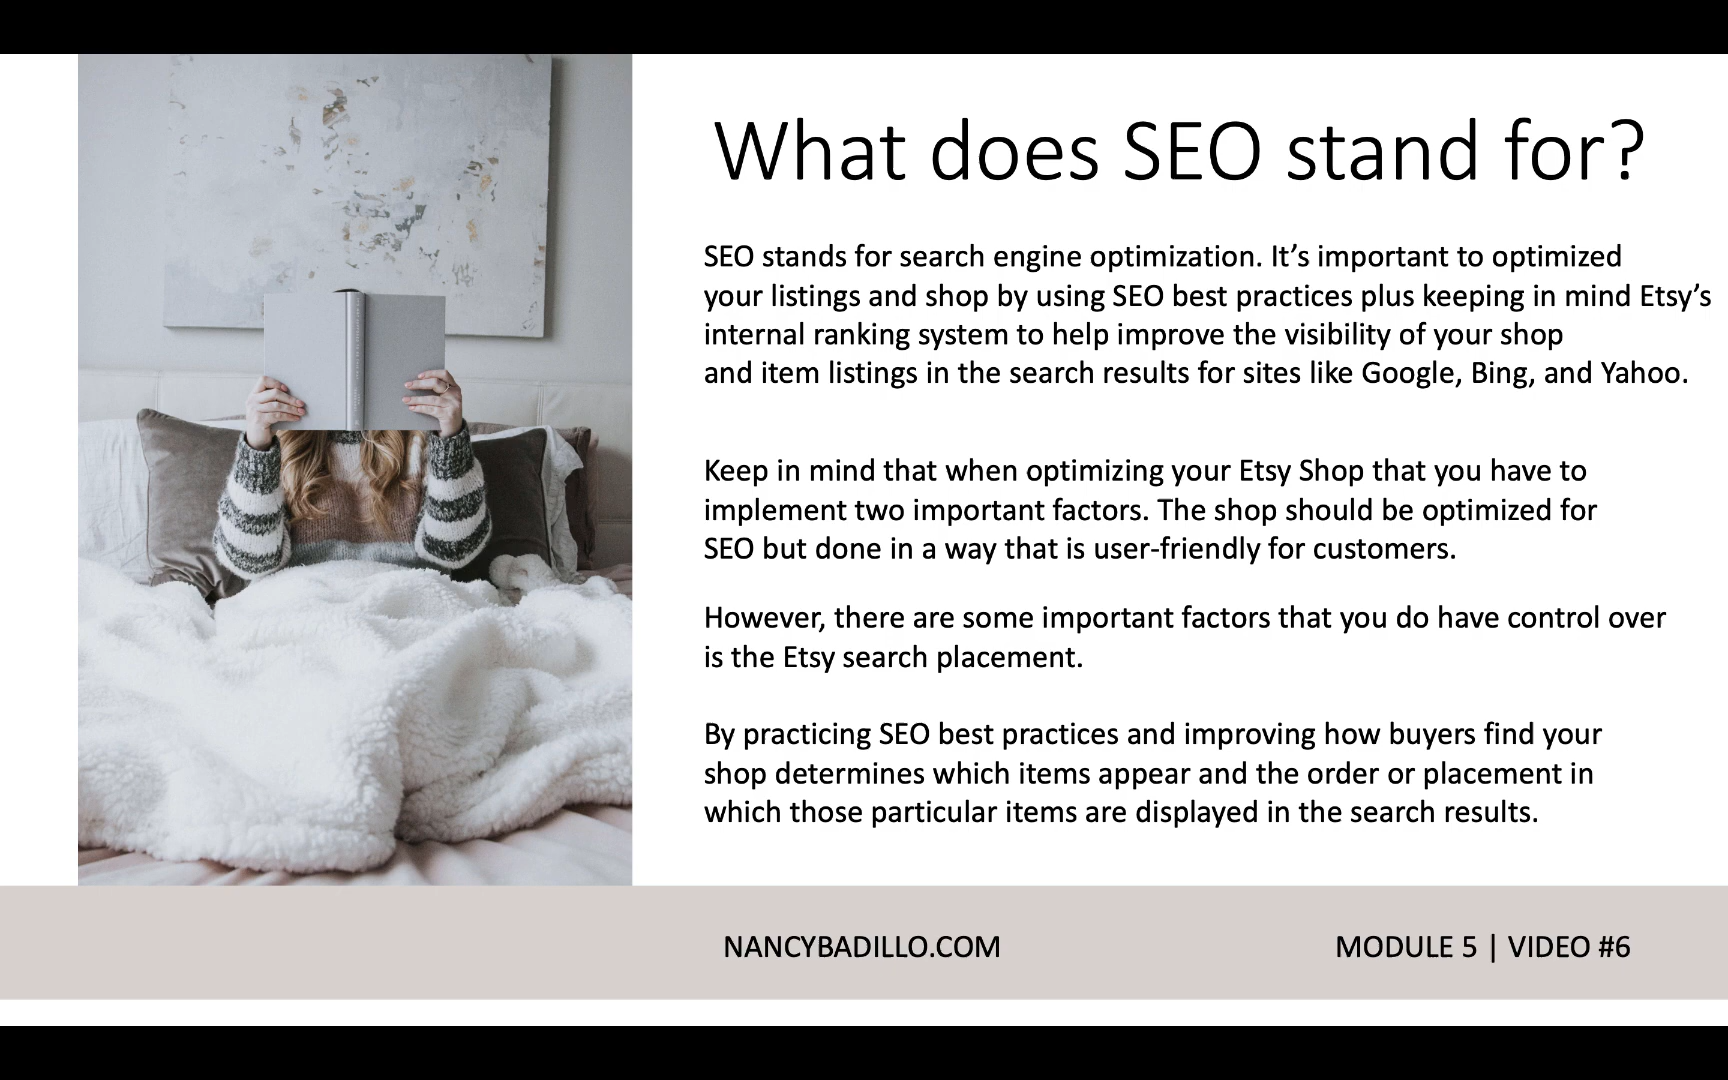 What does SEO stand for?
SEO stands for search engine optimization. It’s important to optimized
your listings and shop by using SEO best practices plus keeping in mind Etsy’s
internal ranking system to help improve the visibility of your shop
and item listings in the search results for sites like Google, Bing, and Yahoo.
Keep in mind that when optimizing your Etsy Shop that you have to
implement two important factors. The shop should be optimized for
SEO but done in a way that is user-friendly for customers.
However, there are some important factors that you do have control over
is the Etsy search placement.
By practicing SEO best practices and improving how buyers find your
shop determines which items appear and the order or placement in
which those particular items are displayed in the search results.
NANCYBADILLO.COM
MODULE 5 | VIDEO #6